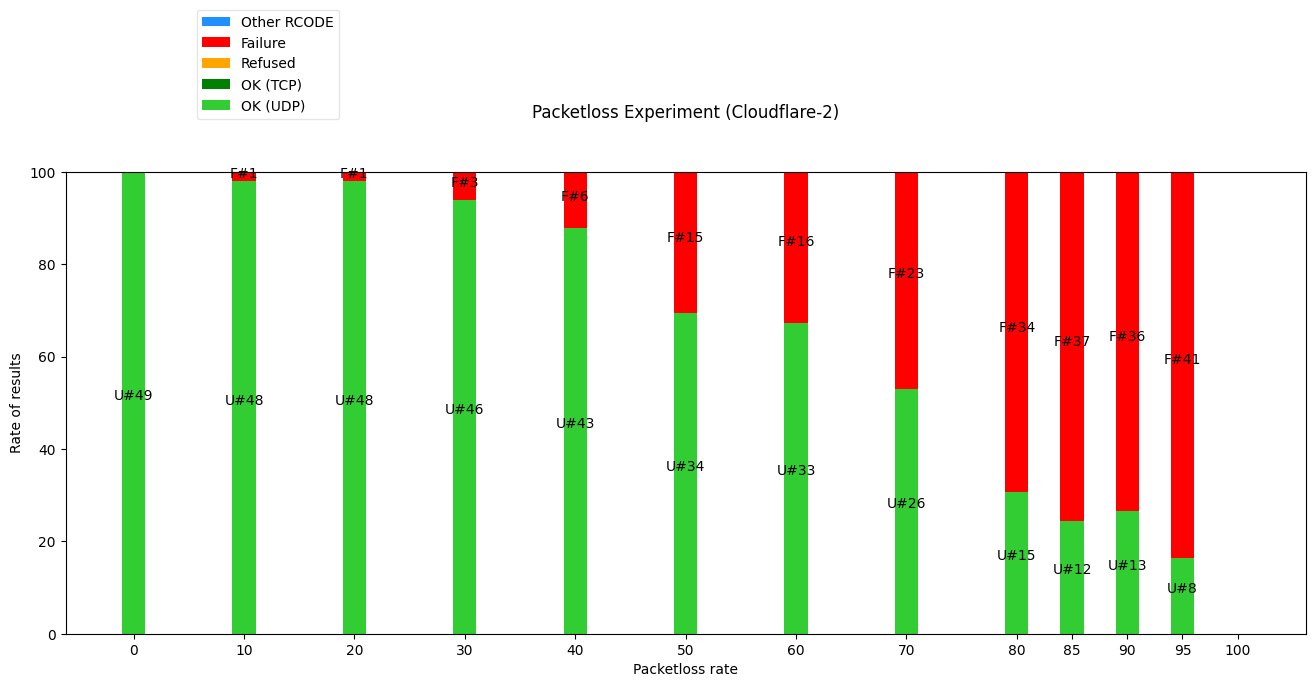 Other RCODE
Failure
Refused
OK (TCP)
OK (UDP)
Packetloss Experiment (Cloudflare-2)
100
80
60
40
20
0
Rate of results
F#1
F#1
F#3
F#6
F#15
F#16
F#23
F#34
F#37
F#36
F#41
U#49
U#48
U#48
U#46
U#43
U#34
U#33
U#26
U#15
U#12
U#13
U#8
0 10 20 30 40 50 60 70 80 85 90 95 100
Packetloss rate